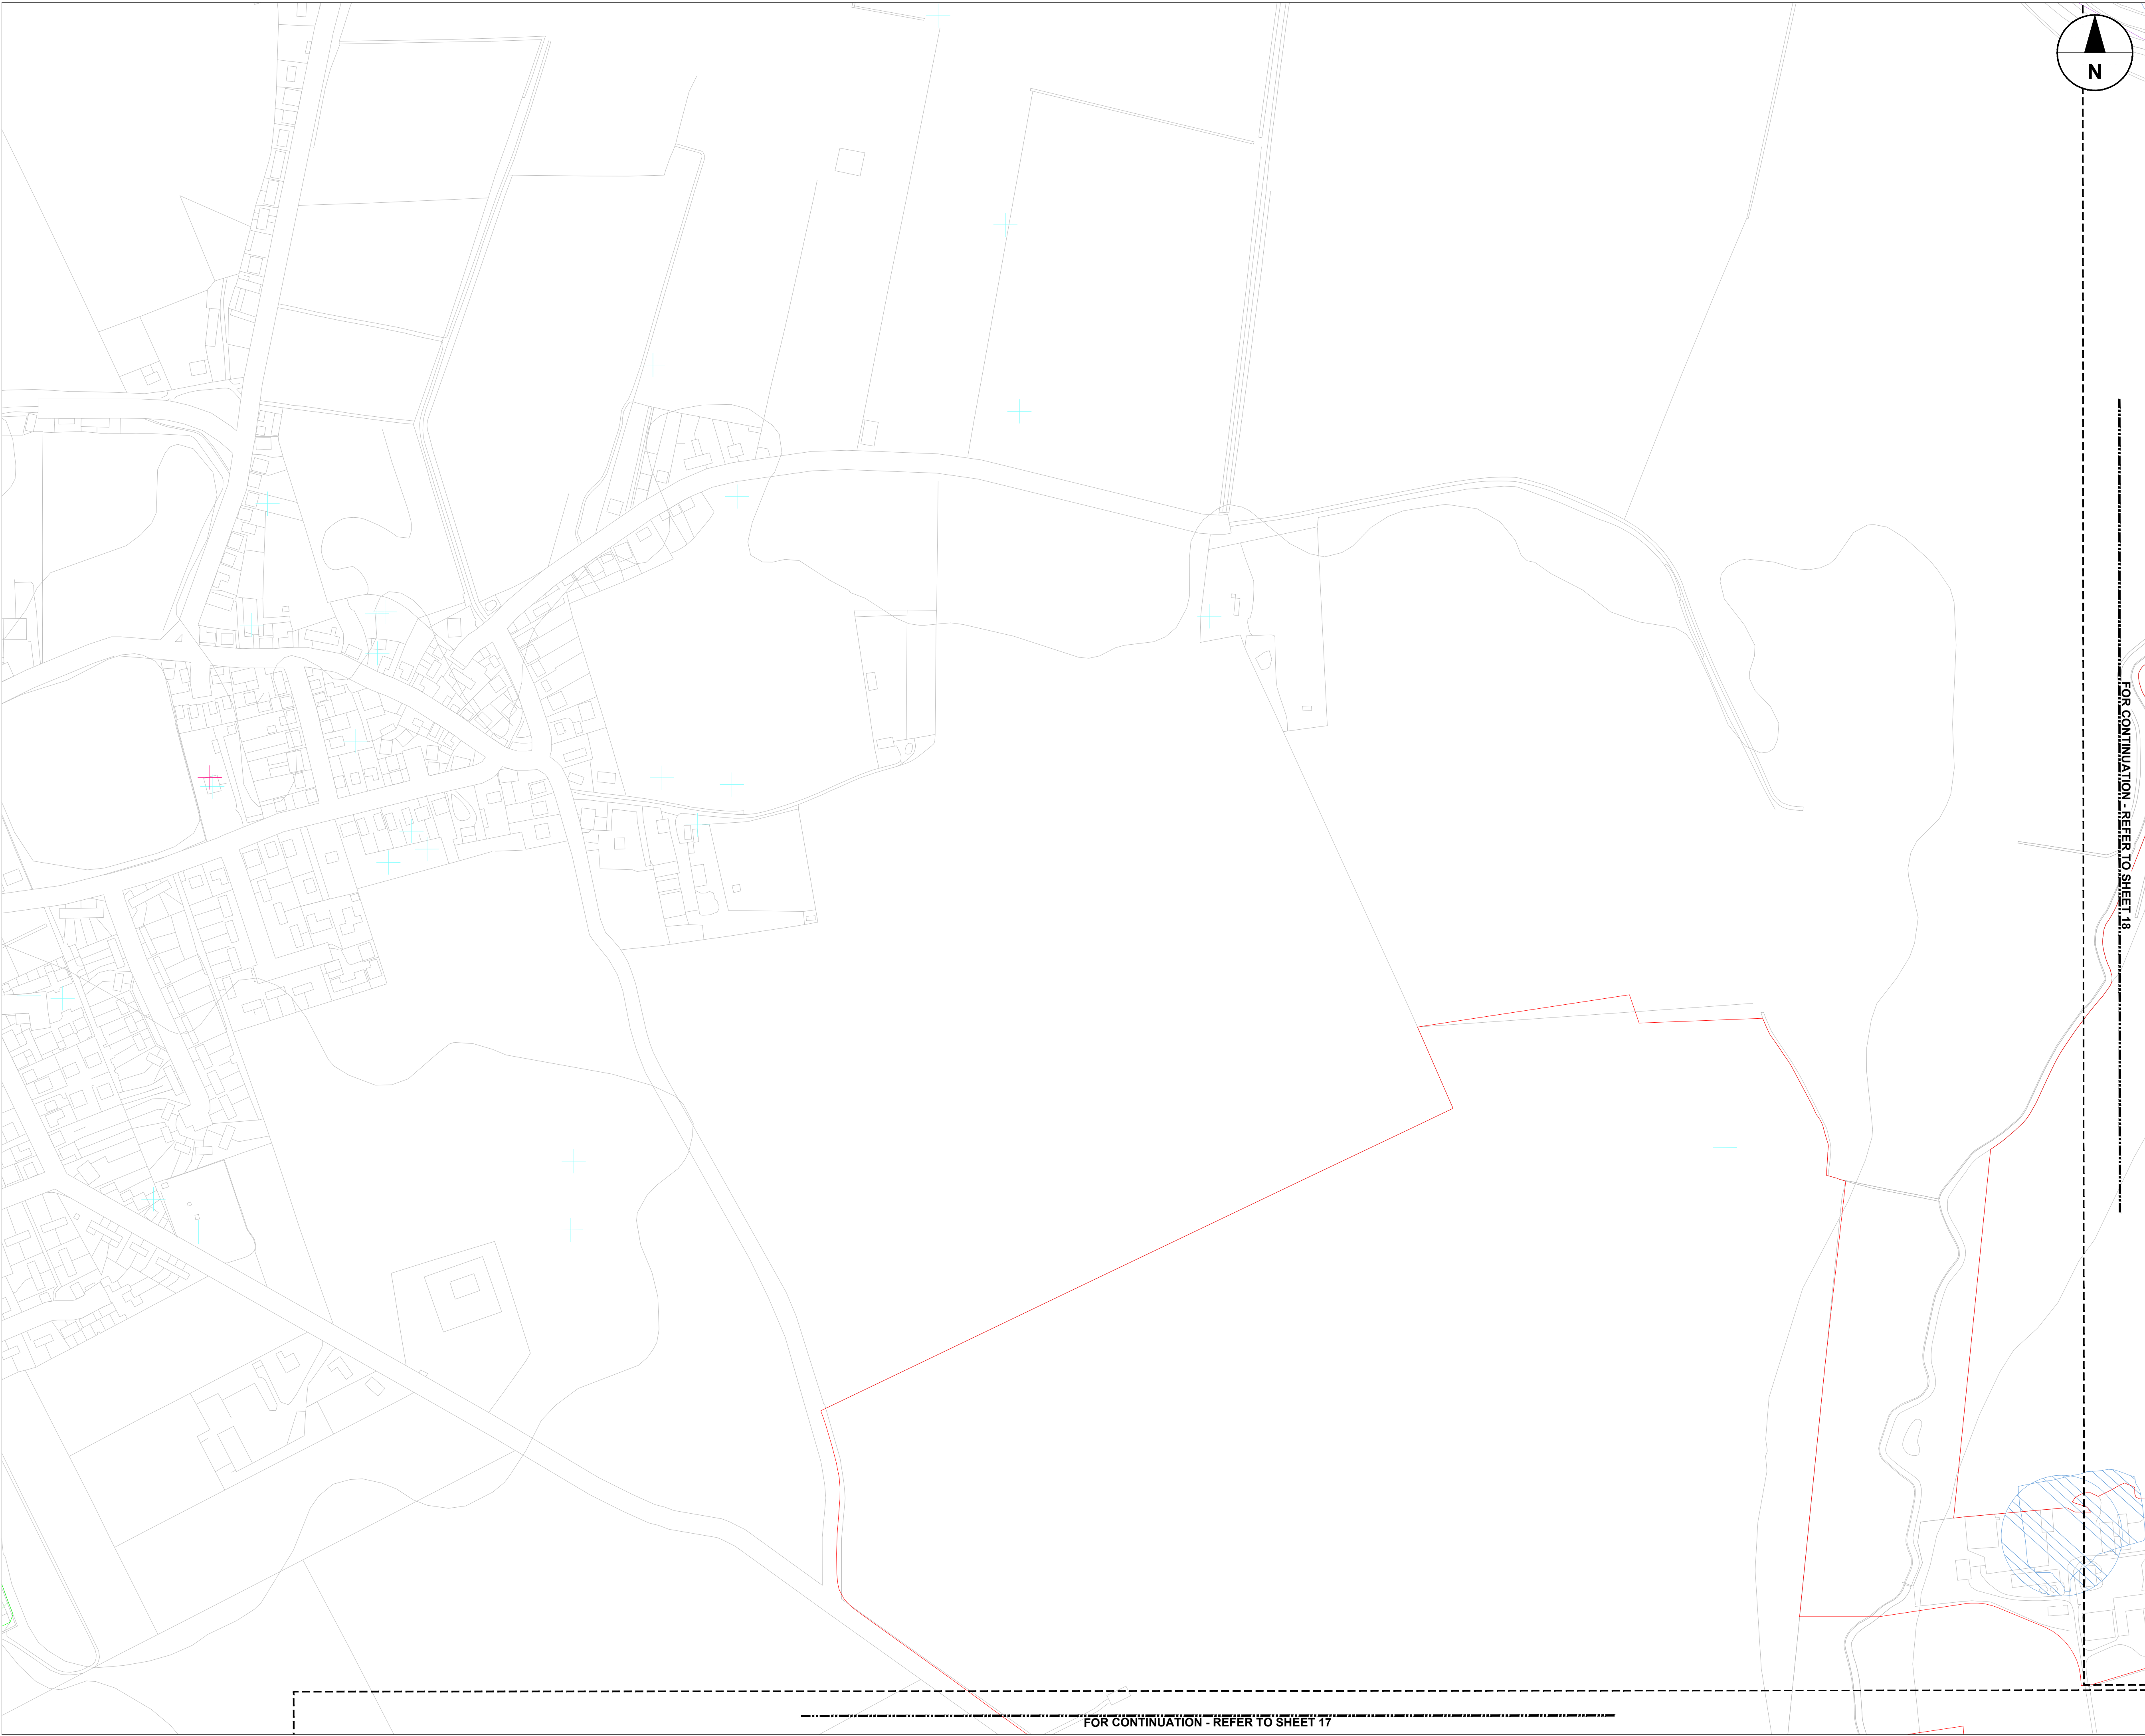 N
FOR CONTINUATION - REFER TO SHEET 18
FOR CONTINUATION - REFER TO SHEET 17